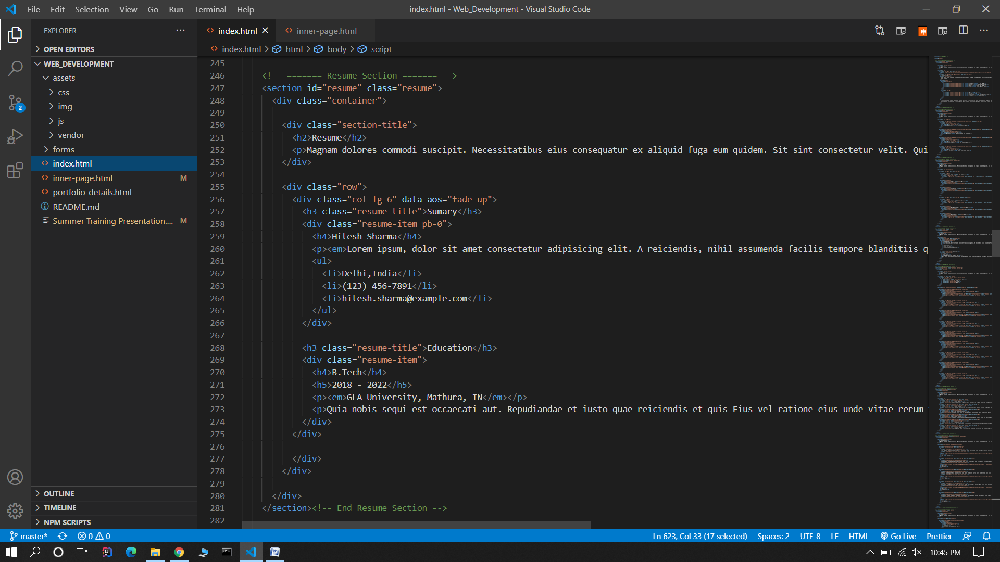 File Edit Selection View Go Run Terminal Help
index.html - Web_Development - Visual Studio Code
EXPLORER
OPEN EDITORS
WEB_DEVELOPMENT
assets
css
img
js
vendor
forms
index.html
inner-page.html M
portfolio-details.html
README.md
Summer Training Presentation.... M
OUTLINE
TIMELINE
NPM SCRIPTS
2
index.html inner-page.html
index.html > html > body > script
245
246 <!-- ======= Resume Section ======= -->
247 <section id="resume" class="resume">
248 <div class="container">
249
250 <div class="section-title">
251 <h2>Resume</h2>
252 <p>Magnam dolores commodi suscipit. Necessitatibus eius consequatur ex aliquid fuga eum quidem. Sit sint consectetur velit. Qui
253 </div>
254
255 <div class="row">
256 <div class="col-lg-6" data-aos="fade-up">
257 <h3 class="resume-title">Sumary</h3>
258 <div class="resume-item pb-0">
259 <h4>Hitesh Sharma</h4>
260 <p><em>Lorem ipsum, dolor sit amet consectetur adipisicing elit. A reiciendis, nihil assumenda facilis tempore blanditiis
261 <ul>
262 <li>Delhi,India</li>
263 <li>(123) 456-7891</li>
264 <li>hitesh.sharma@example.com</li>
265 </ul>
266 </div>
267
268 <h3 class="resume-title">Education</h3>
269 <div class="resume-item">
270 <h4>B.Tech</h4>
271 <h5>2018 - 2022</h5>
272 <p><em>GLA University, Mathura, IN</em></p>
273 <p>Quia nobis sequi est occaecati aut. Repudiandae et iusto quae reiciendis et quis Eius vel ratione eius unde vitae rerum
274 </div>
275 </div>
276
277 </div>
278 </div>
279
280 </div>
281 </section><!-- End Resume Section -->
282
master* 0 0 Ln 623, Col 33 (17 selected) Spaces: 2 UTF-8 LF HTML Go Live Prettier
10:45 PM